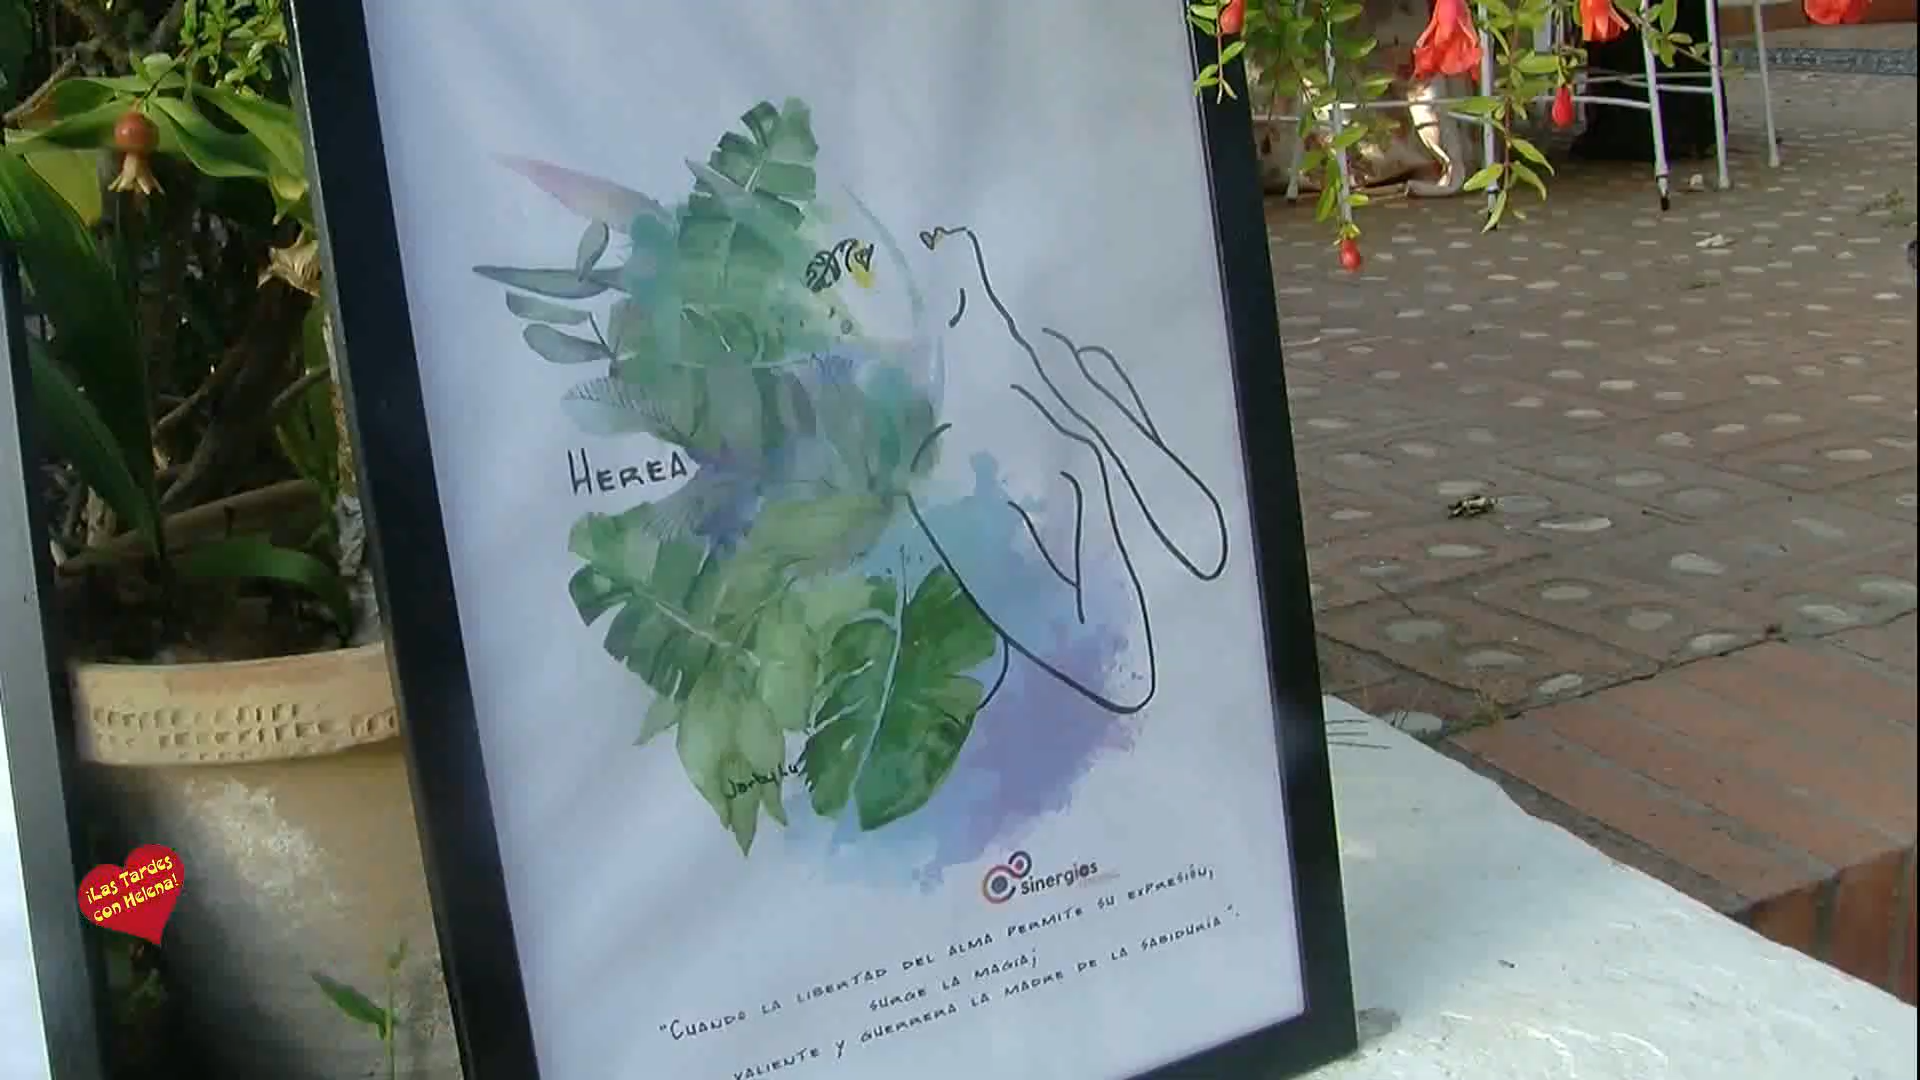 HEREA
sinergios
"CUANDO LA LIBERTAD DEL ALMA PERMITE SU EXPRESIÓN,
SURGE LA MAGIA;
VALIENTE Y GUERRERA LA MADRE DE LA SABIDURÍA".
¡Las Tardes
con Helena!